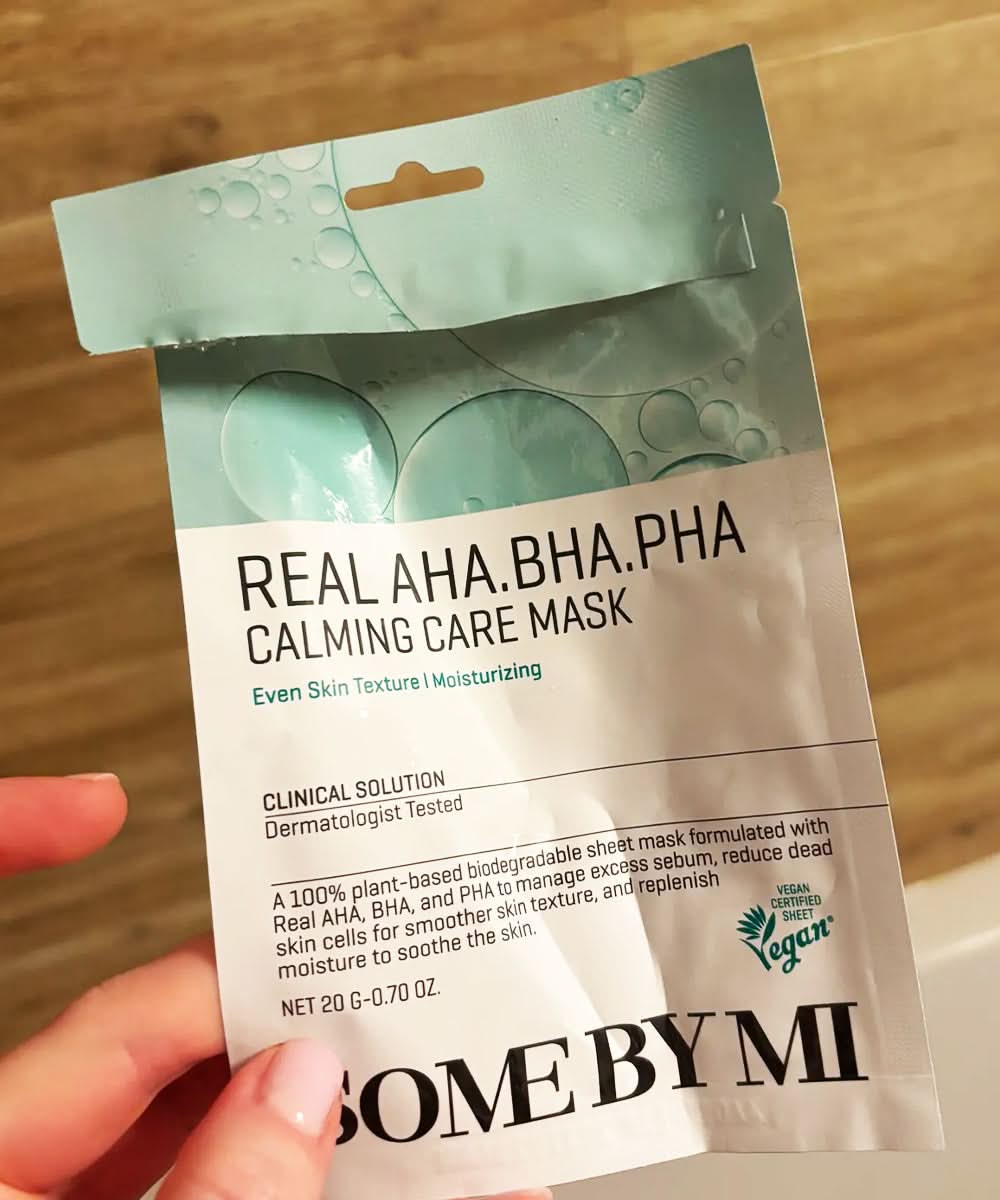 REAL AHA.BHA.PHA
CALMING CARE MASK
Even Skin Texture | Moisturizing
CLINICAL SOLUTION
Dermatologist Tested
A 100% plant-based biodegradable sheet mask formulated with
Real AHA, BHA, and PHA to manage excess sebum, reduce dead
skin cells for smoother skin texture, and replenish
moisture to soothe the skin.
VEGAN
CERTIFIED
SHEET
Vegan®
NET 20 G-0.70 OZ.
SOME BY MI